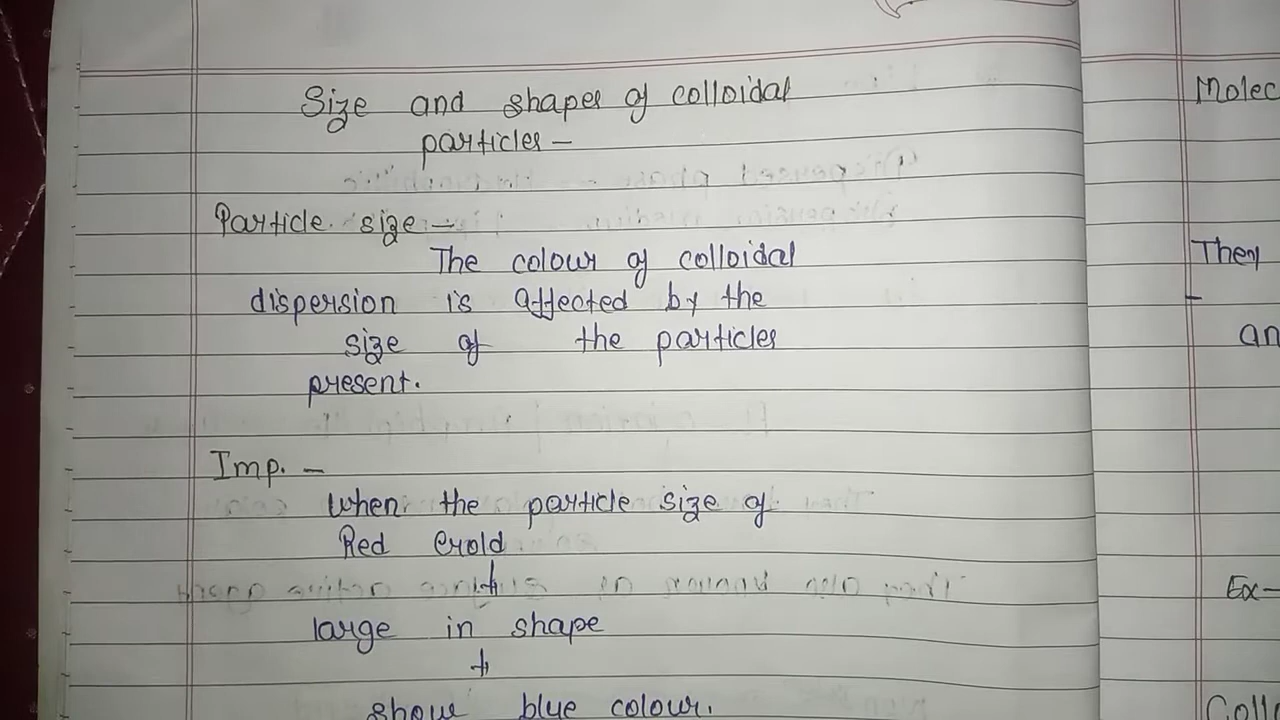 Size and shapes of colloidal
particles –
Particle size –
The colour of colloidal
dispersion is affected by the
size of the particles
present.
Imp. –
when the particle size of
Red Gold
↓
large in shape
↓
show blue colour.
Molec
They
an
Ex-
Coll